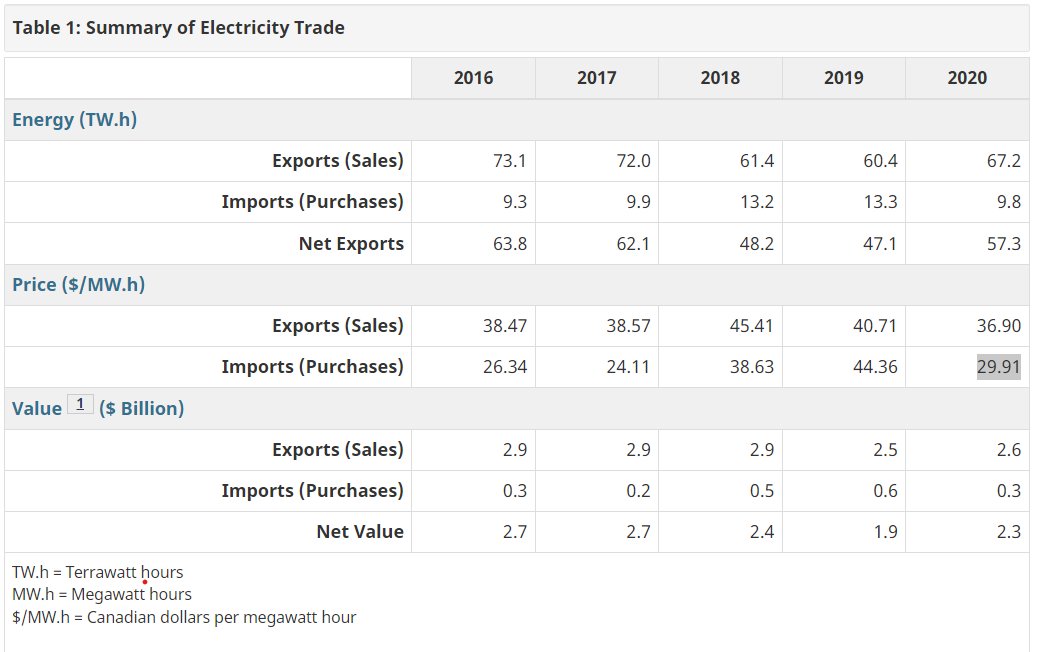 Table 1: Summary of Electricity Trade
2016 2017 2018 2019 2020
Energy (TW.h)
Exports (Sales) 73.1 72.0 61.4 60.4 67.2
Imports (Purchases) 9.3 9.9 13.2 13.3 9.8
Net Exports 63.8 62.1 48.2 47.1 57.3
Price ($/MW.h)
Exports (Sales) 38.47 38.57 45.41 40.71 36.90
Imports (Purchases) 26.34 24.11 38.63 44.36 29.91
Value 1 ($ Billion)
Exports (Sales) 2.9 2.9 2.9 2.5 2.6
Imports (Purchases) 0.3 0.2 0.5 0.6 0.3
Net Value 2.7 2.7 2.4 1.9 2.3
TW.h = Terrawatt hours
MW.h = Megawatt hours
$/MW.h = Canadian dollars per megawatt hour